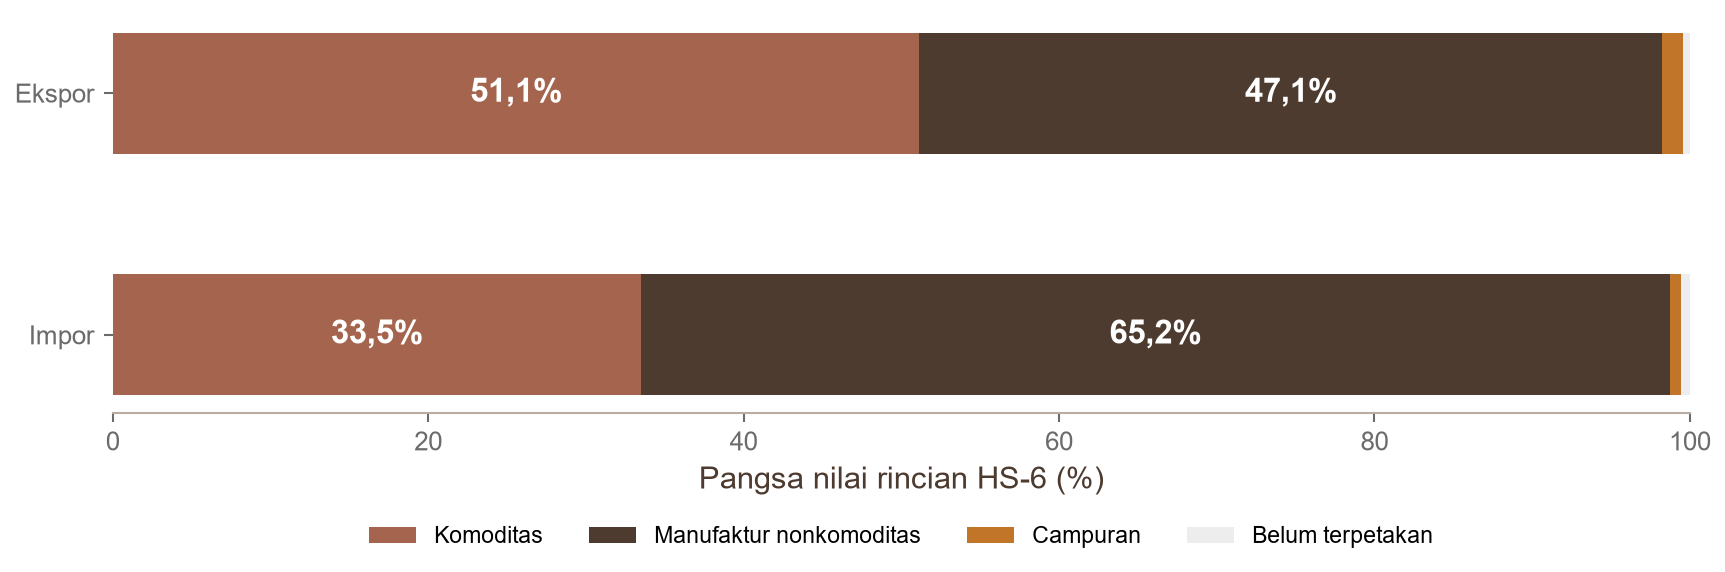 Ekspor
51,1%
47,1%
Impor
33,5%
65,2%
0 20 40 60 80 100
Pangsa nilai rincian HS-6 (%)
Komoditas Manufaktur nonkomoditas Campuran Belum terpetakan